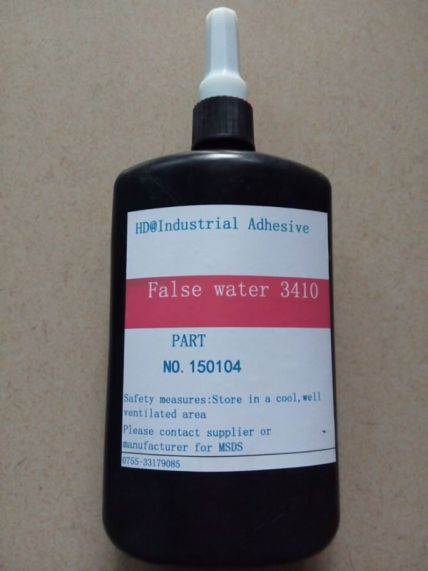 HD@Industrial Adhesive
False water 3410
PART
NO. 150104
Safety measures:Store in a cool,well
ventilated area
Please contact supplier or
manufacturer for MSDS
0755-33179085